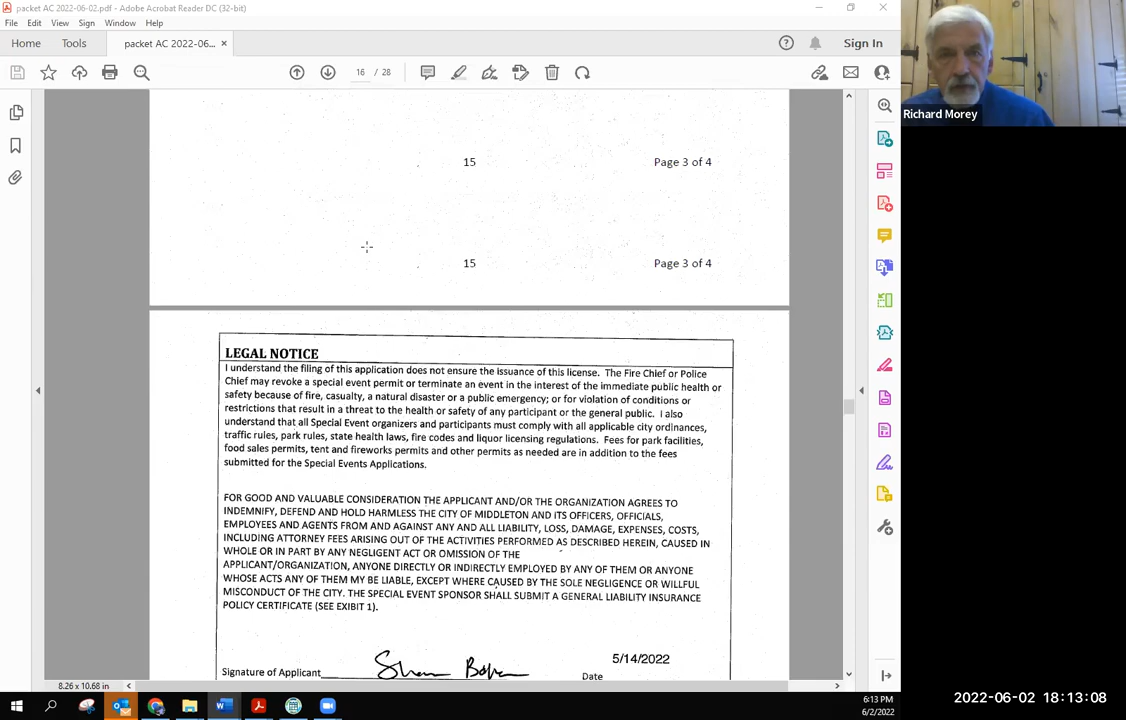 packet AC 2022-06-02.pdf - Adobe Acrobat Reader DC (32-bit)
File Edit View Sign Window Help
Home Tools packet AC 2022-06... × Sign In
16 / 28
15 Page 3 of 4
15 Page 3 of 4
LEGAL NOTICE
I understand the filing of this application does not ensure the issuance of this license. The Fire Chief or Police
Chief may revoke a special event permit or terminate an event in the interest of the immediate public health or
safety because of fire, casualty, a natural disaster or a public emergency; or for violation of conditions or
restrictions that result in a threat to the health or safety of any participant or the general public. I also
understand that all Special Event organizers and participants must comply with all applicable city ordinances,
traffic rules, park rules, state health laws, fire codes and liquor licensing regulations. Fees for park facilities,
food sales permits, tent and fireworks permits and other permits as needed are in addition to the fees
submitted for the Special Events Applications.
FOR GOOD AND VALUABLE CONSIDERATION THE APPLICANT AND/OR THE ORGANIZATION AGREES TO
INDEMNIFY, DEFEND AND HOLD HARMLESS THE CITY OF MIDDLETON AND ITS OFFICERS, OFFICIALS,
EMPLOYEES AND AGENTS FROM AND AGAINST ANY AND ALL LIABILITY, LOSS, DAMAGE, EXPENSES, COSTS,
INCLUDING ATTORNEY FEES ARISING OUT OF THE ACTIVITIES PERFORMED AS DESCRIBED HEREIN, CAUSED IN
WHOLE OR IN PART BY ANY NEGLIGENT ACT OR OMISSION OF THE
APPLICANT/ORGANIZATION, ANYONE DIRECTLY OR INDIRECTLY EMPLOYED BY ANY OF THEM OR ANYONE
WHOSE ACTS ANY OF THEM MY BE LIABLE, EXCEPT WHERE CAUSED BY THE SOLE NEGLIGENCE OR WILLFUL
MISCONDUCT OF THE CITY. THE SPECIAL EVENT SPONSOR SHALL SUBMIT A GENERAL LIABILITY INSURANCE
POLICY CERTIFICATE (SEE EXHIBIT 1).
5/14/2022
Signature of Applicant Date
8.26 x 10.68 in
6:13 PM
6/2/2022
Richard Morey
2022-06-02 18:13:08